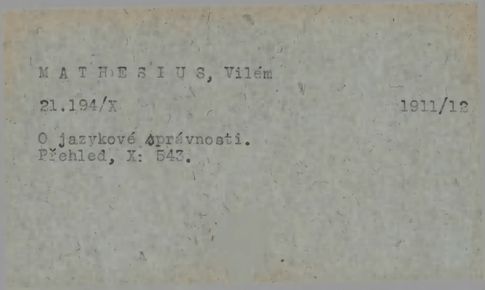 M A T H E S I U S, Vilém
21.194/X 1911/12
O jazykové správnosti.
Přehled, X: 543.